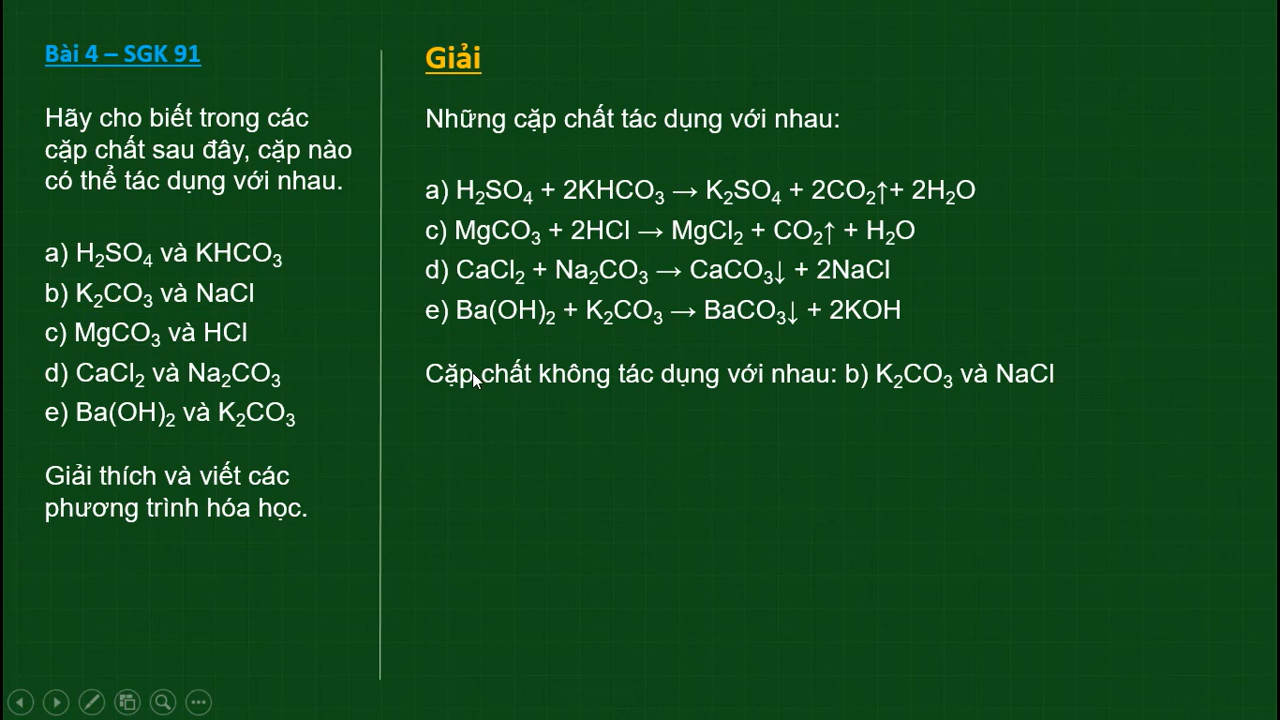 Bài 4 – SGK 91
Hãy cho biết trong các
cặp chất sau đây, cặp nào
có thể tác dụng với nhau.
a) H₂SO₄ và KHCO₃
b) K₂CO₃ và NaCl
c) MgCO₃ và HCl
d) CaCl₂ và Na₂CO₃
e) Ba(OH)₂ và K₂CO₃
Giải thích và viết các
phương trình hóa học.
Giải
Những cặp chất tác dụng với nhau:
a) H₂SO₄ + 2KHCO₃ → K₂SO₄ + 2CO₂↑+ 2H₂O
c) MgCO₃ + 2HCl → MgCl₂ + CO₂↑ + H₂O
d) CaCl₂ + Na₂CO₃ → CaCO₃↓ + 2NaCl
e) Ba(OH)₂ + K₂CO₃ → BaCO₃↓ + 2KOH
Cặp chất không tác dụng với nhau: b) K₂CO₃ và NaCl